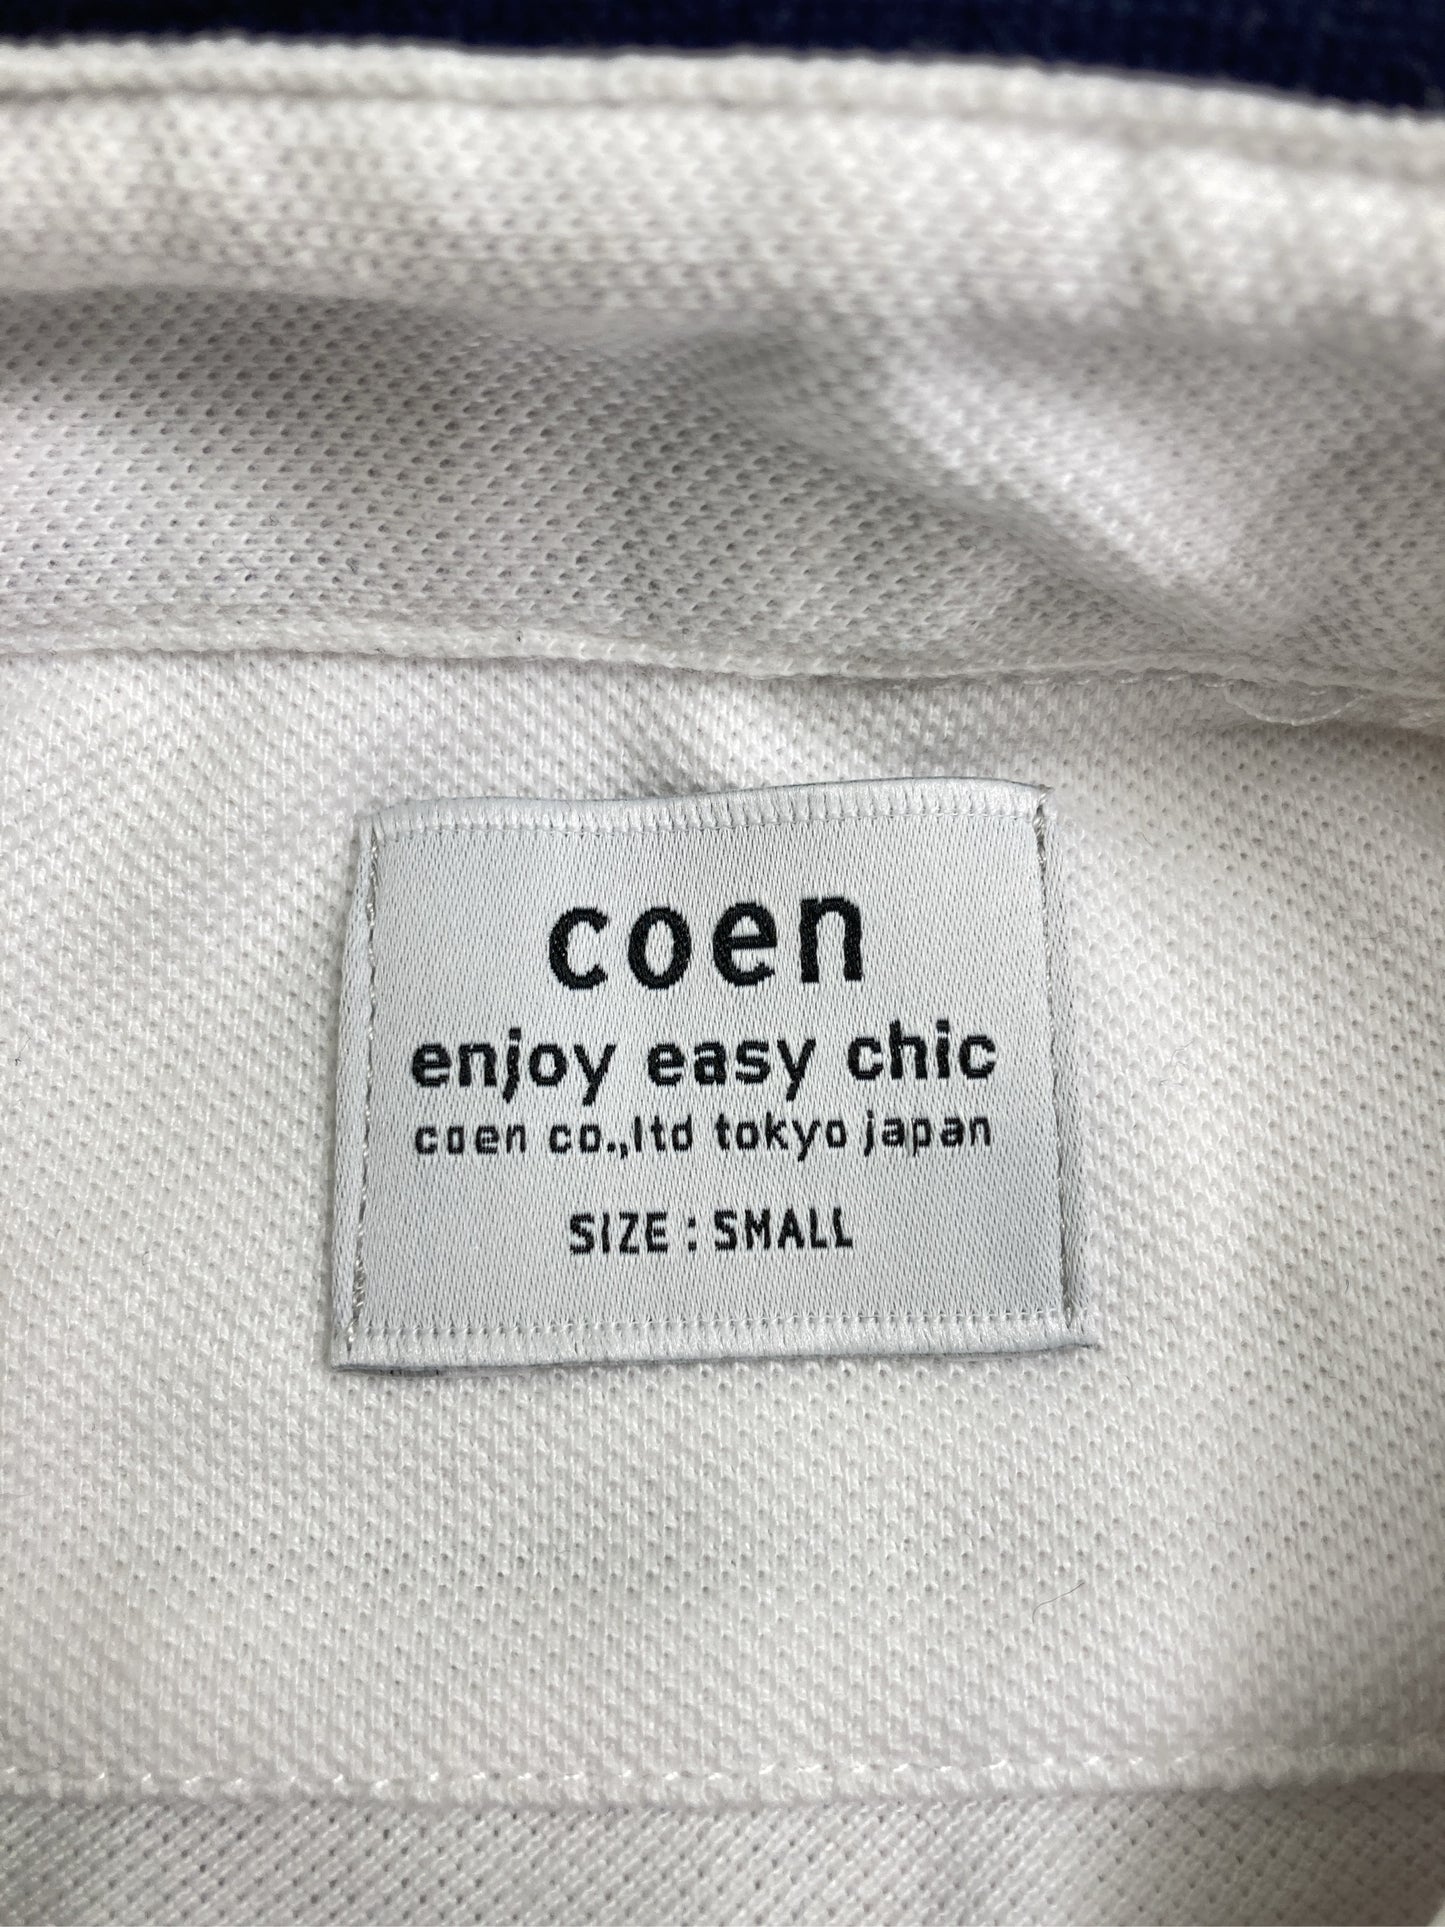 coen
enjoy easy chic
coen co.,ltd tokyo japan
SIZE : SMALL